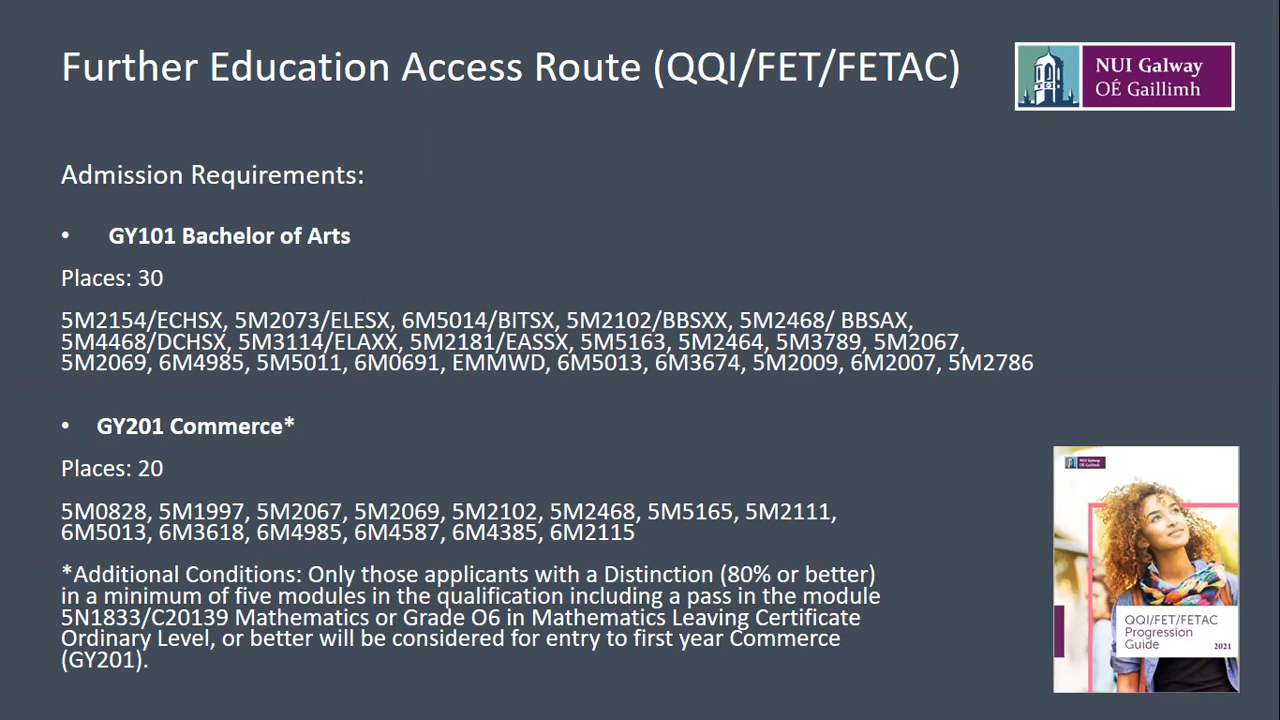 Further Education Access Route (QQI/FET/FETAC)
NUI Galway
OÉ Gaillimh
Admission Requirements:
• GY101 Bachelor of Arts
Places: 30
5M2154/ECHSX, 5M2073/ELESX, 6M5014/BITSX, 5M2102/BBSXX, 5M2468/ BBSAX,
5M4468/DCHSX, 5M3114/ELAXX, 5M2181/EASSX, 5M5163, 5M2464, 5M3789, 5M2067,
5M2069, 6M4985, 5M5011, 6M0691, EMMWD, 6M5013, 6M3674, 5M2009, 6M2007, 5M2786
• GY201 Commerce*
Places: 20
5M0828, 5M1997, 5M2067, 5M2069, 5M2102, 5M2468, 5M5165, 5M2111,
6M5013, 6M3618, 6M4985, 6M4587, 6M4385, 6M2115
*Additional Conditions: Only those applicants with a Distinction (80% or better)
in a minimum of five modules in the qualification including a pass in the module
5N1833/C20139 Mathematics or Grade O6 in Mathematics Leaving Certificate
Ordinary Level, or better will be considered for entry to first year Commerce
(GY201).
NUI Galway
OÉ Gaillimh
QQI/FET/FETAC
Progression
Guide 2021